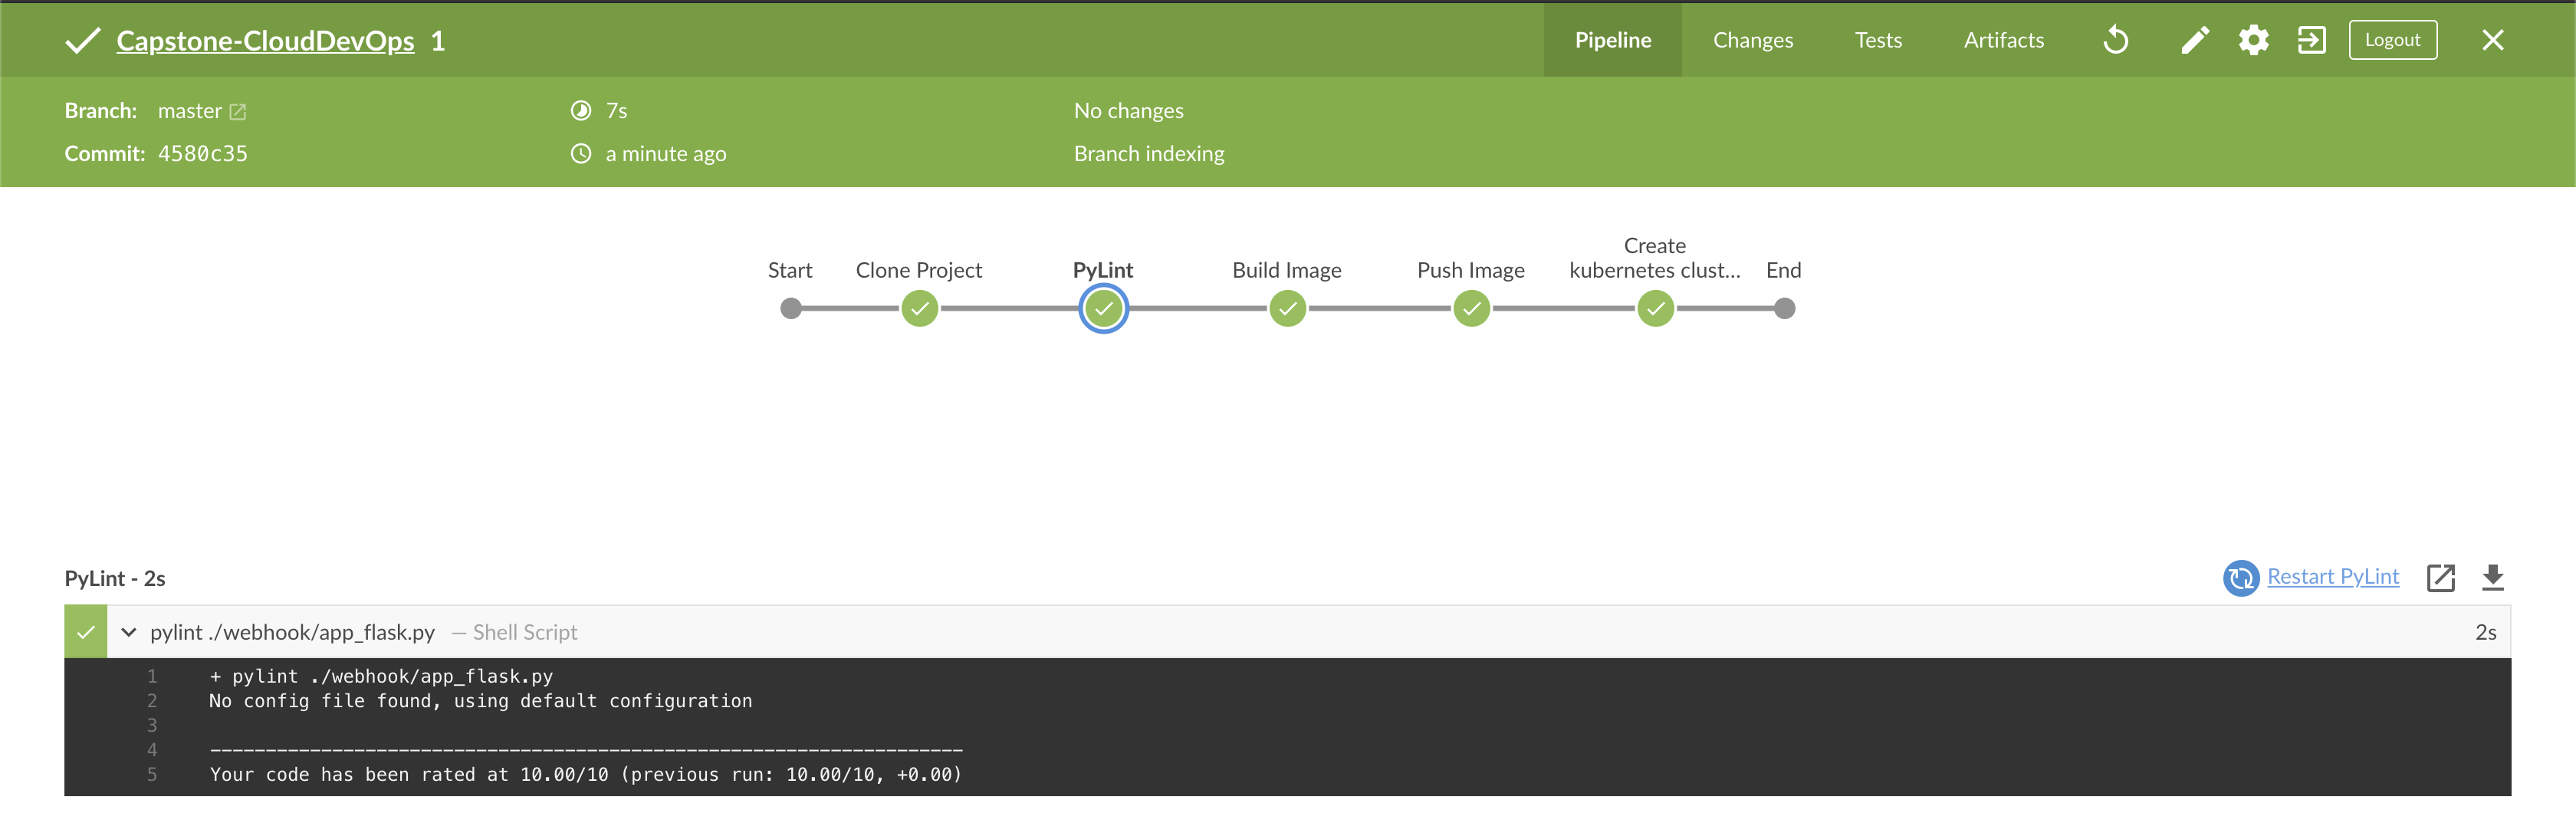 Capstone-CloudDevOps 1
Pipeline Changes Tests Artifacts Logout
Branch: master 7s No changes
Commit: 4580c35 a minute ago Branch indexing
Start Clone Project PyLint Build Image Push Image Create kubernetes clust... End
PyLint - 2s Restart PyLint
pylint ./webhook/app_flask.py — Shell Script 2s
1 + pylint ./webhook/app_flask.py
2 No config file found, using default configuration
3
4 --------------------------------------------------------------------
5 Your code has been rated at 10.00/10 (previous run: 10.00/10, +0.00)